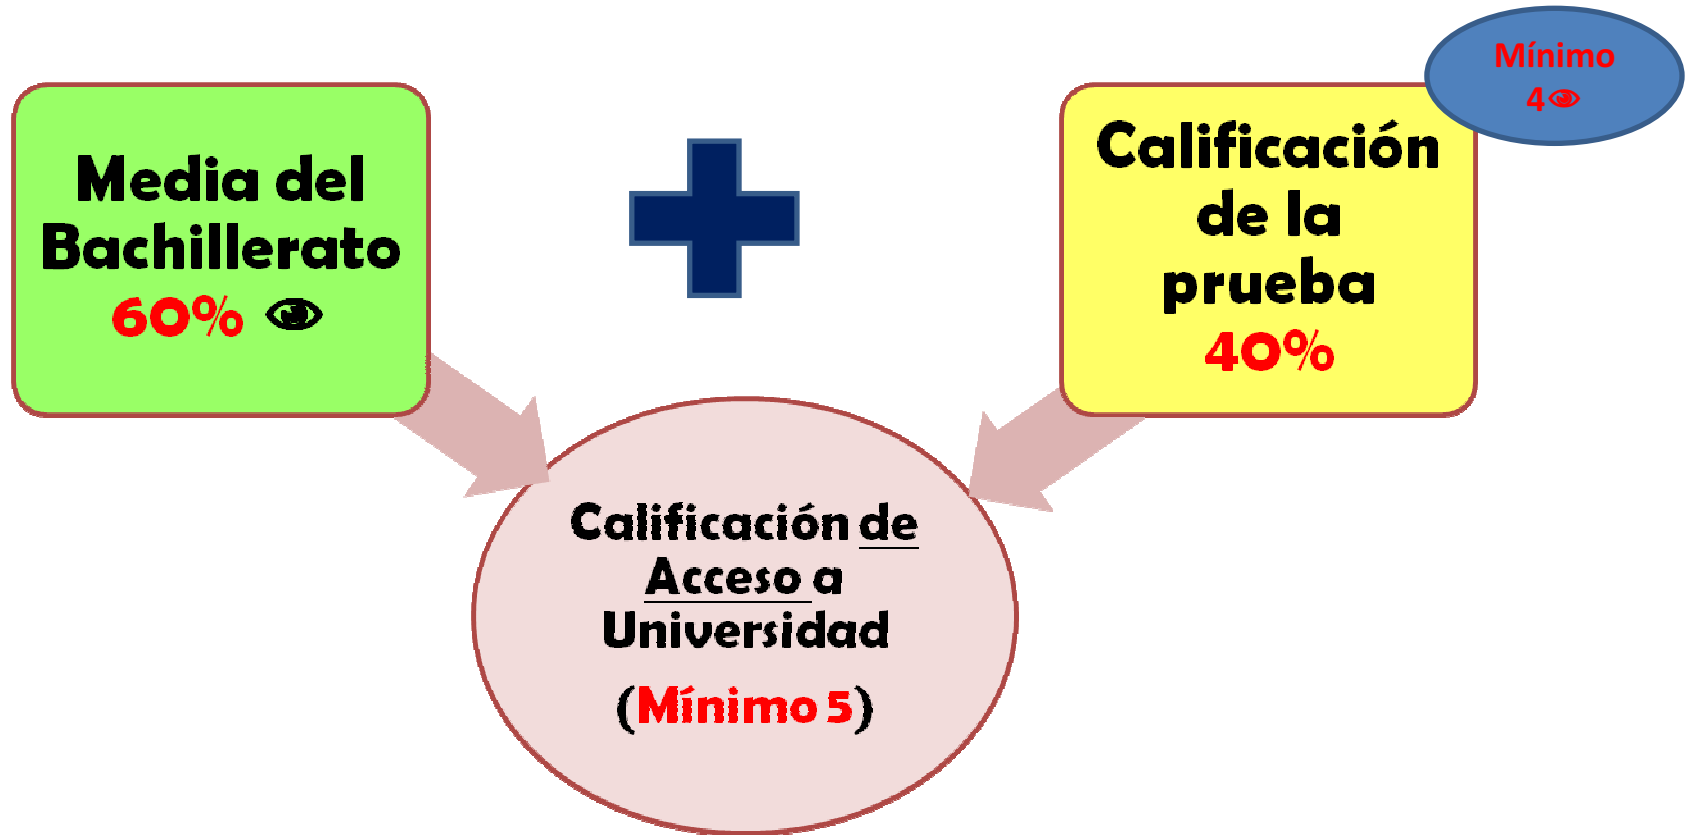 Mínimo
4👁
Media del
Bachillerato
60% 👁
Calificación
de la
prueba
40%
Calificación de
Acceso a
Universidad
(Mínimo 5)